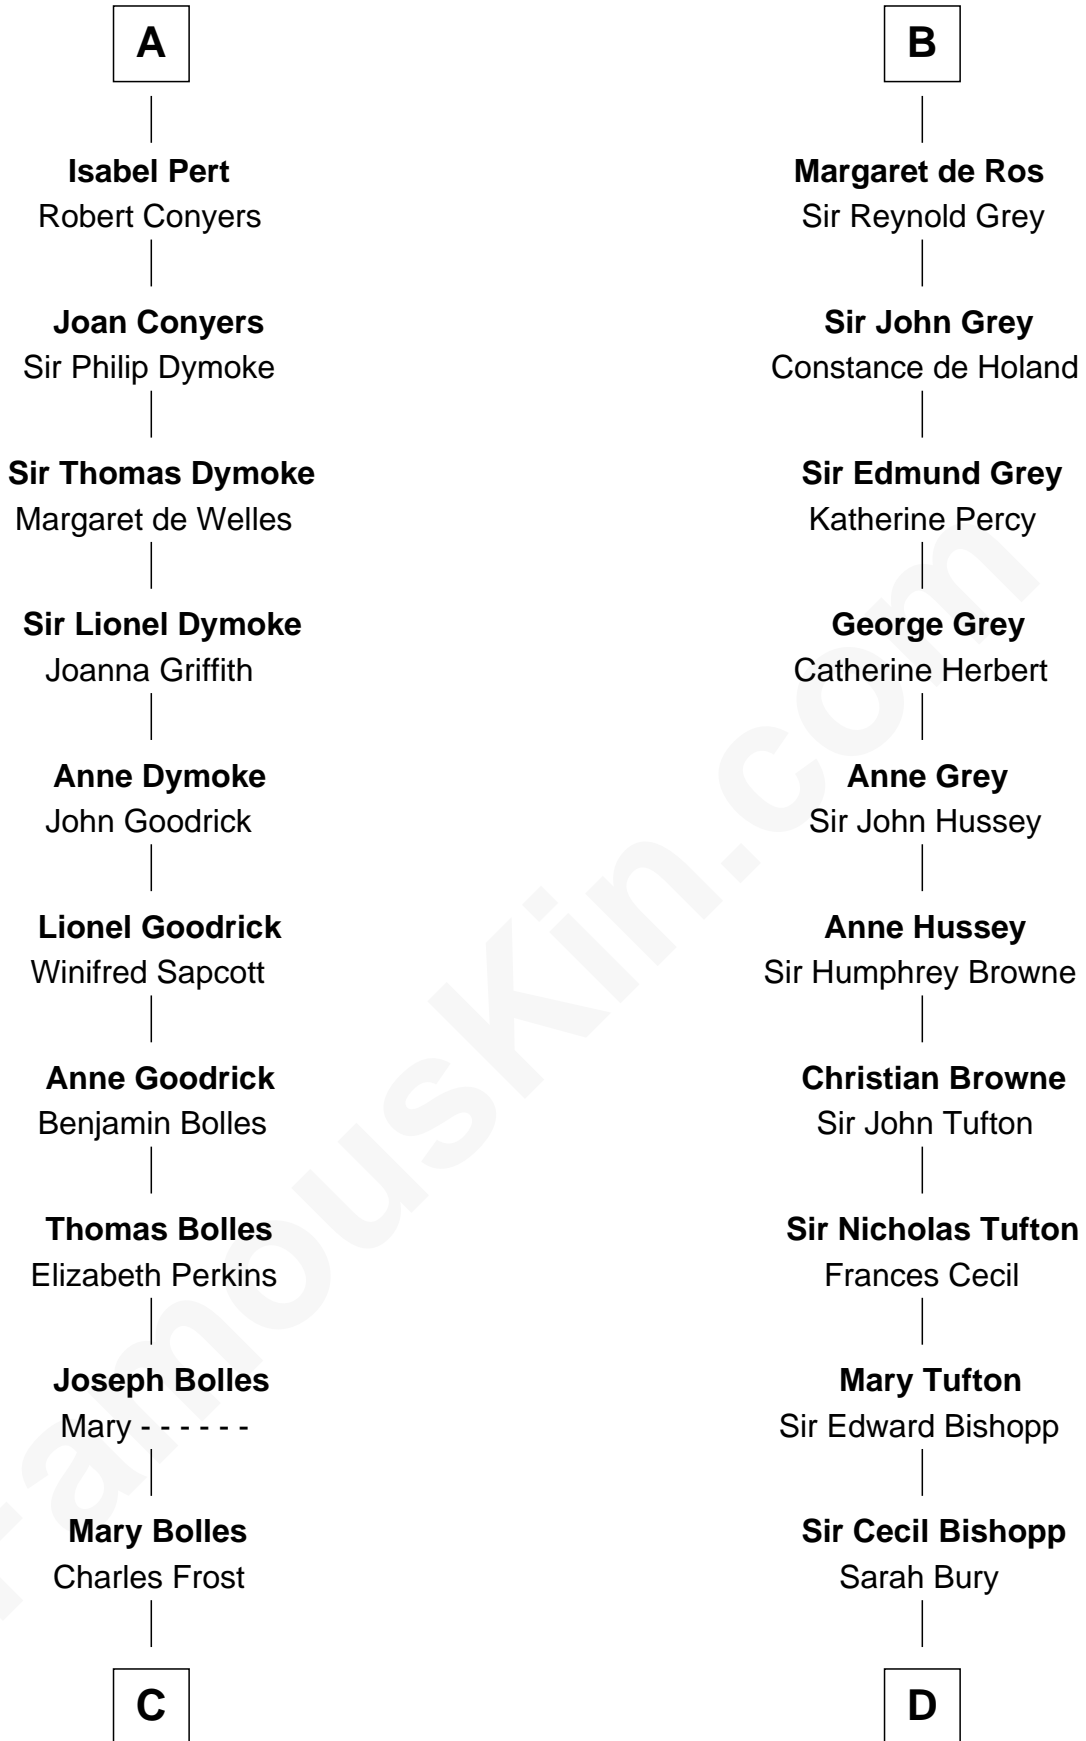 A
Isabel Pert
Robert Conyers
Joan Conyers
Sir Philip Dymoke
Sir Thomas Dymoke
Margaret de Welles
Sir Lionel Dymoke
Joanna Griffith
Anne Dymoke
John Goodrick
Lionel Goodrick
Winifred Sapcott
Anne Goodrick
Benjamin Bolles
Thomas Bolles
Elizabeth Perkins
Joseph Bolles
Mary - - - - - -
Mary Bolles
Charles Frost
C
B
Margaret de Ros
Sir Reynold Grey
Sir John Grey
Constance de Holand
Sir Edmund Grey
Katherine Percy
George Grey
Catherine Herbert
Anne Grey
Sir John Hussey
Anne Hussey
Sir Humphrey Browne
Christian Browne
Sir John Tufton
Sir Nicholas Tufton
Frances Cecil
Mary Tufton
Sir Edward Bishopp
Sir Cecil Bishopp
Sarah Bury
D
FamousKin.com